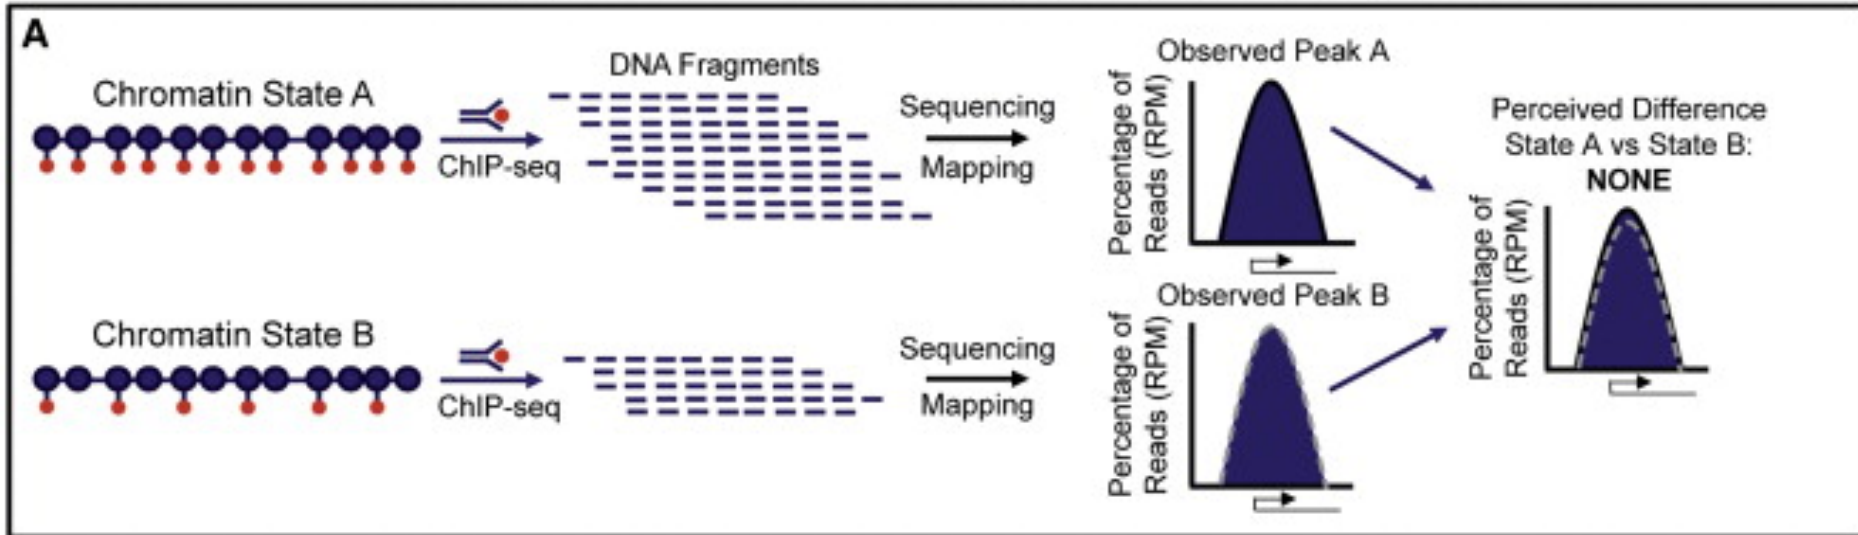 A
Chromatin State A
ChIP-seq
DNA Fragments
Sequencing
Mapping
Observed Peak A
Percentage of
Reads (RPM)
Chromatin State B
ChIP-seq
Sequencing
Mapping
Observed Peak B
Percentage of
Reads (RPM)
Perceived Difference
State A vs State B:
NONE
Percentage of
Reads (RPM)